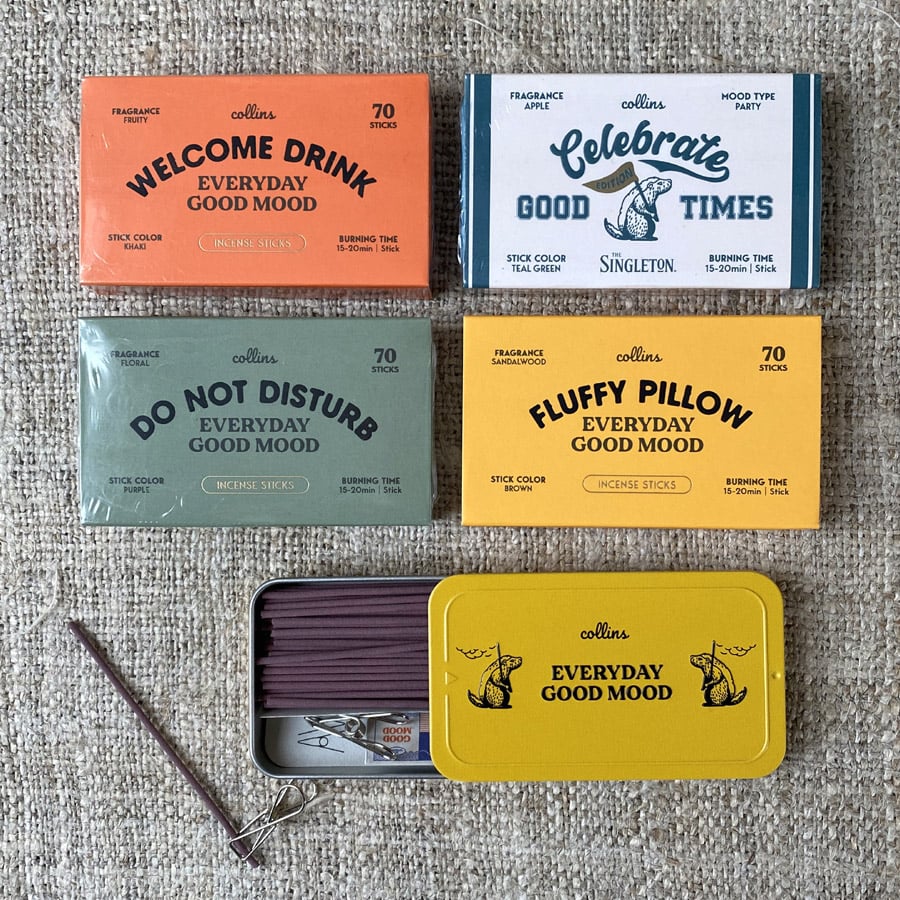 FRAGRANCE
FRUITY
collins
70
STICKS
WELCOME DRINK
EVERYDAY
GOOD MOOD
STICK COLOR
KHAKI
INCENSE STICKS
BURNING TIME
15-20min | Stick
FRAGRANCE
APPLE
collins
MOOD TYPE
PARTY
Celebrate
EDITION
GOOD TIMES
STICK COLOR
TEAL GREEN
THE
SINGLETON.
BURNING TIME
15-20min | Stick
FRAGRANCE
FLORAL
collins
70
STICKS
DO NOT DISTURB
EVERYDAY
GOOD MOOD
STICK COLOR
PURPLE
INCENSE STICKS
BURNING TIME
15-20min | Stick
FRAGRANCE
SANDALWOOD
collins
70
STICKS
FLUFFY PILLOW
EVERYDAY
GOOD MOOD
STICK COLOR
BROWN
INCENSE STICKS
BURNING TIME
15-20min | Stick
collins
EVERYDAY
GOOD MOOD
GOOD
MOOD